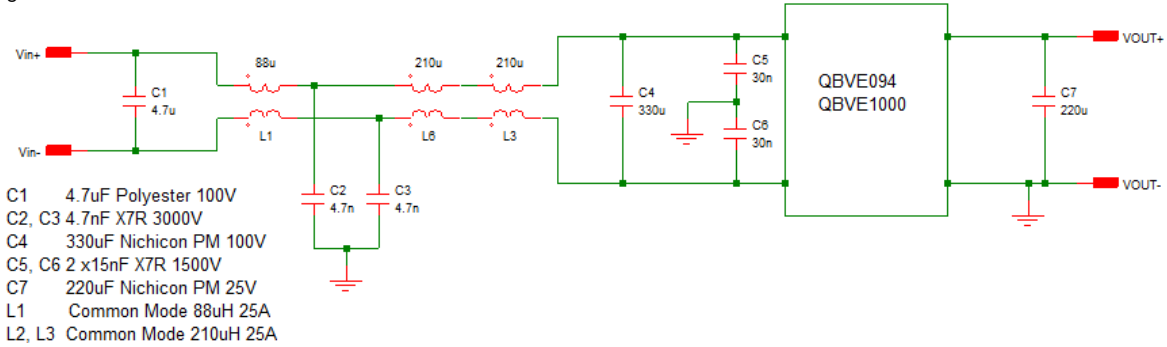 Vin+
Vin-
C1
4.7u
88u
L1
210u
210u
L6
L3
C2
4.7n
C3
4.7n
C4
330u
C5
30n
C6
30n
QBVE094
QBVE1000
C7
220u
VOUT+
VOUT-
C1 4.7uF Polyester 100V
C2, C3 4.7nF X7R 3000V
C4 330uF Nichicon PM 100V
C5, C6 2 x15nF X7R 1500V
C7 220uF Nichicon PM 25V
L1 Common Mode 88uH 25A
L2, L3 Common Mode 210uH 25A